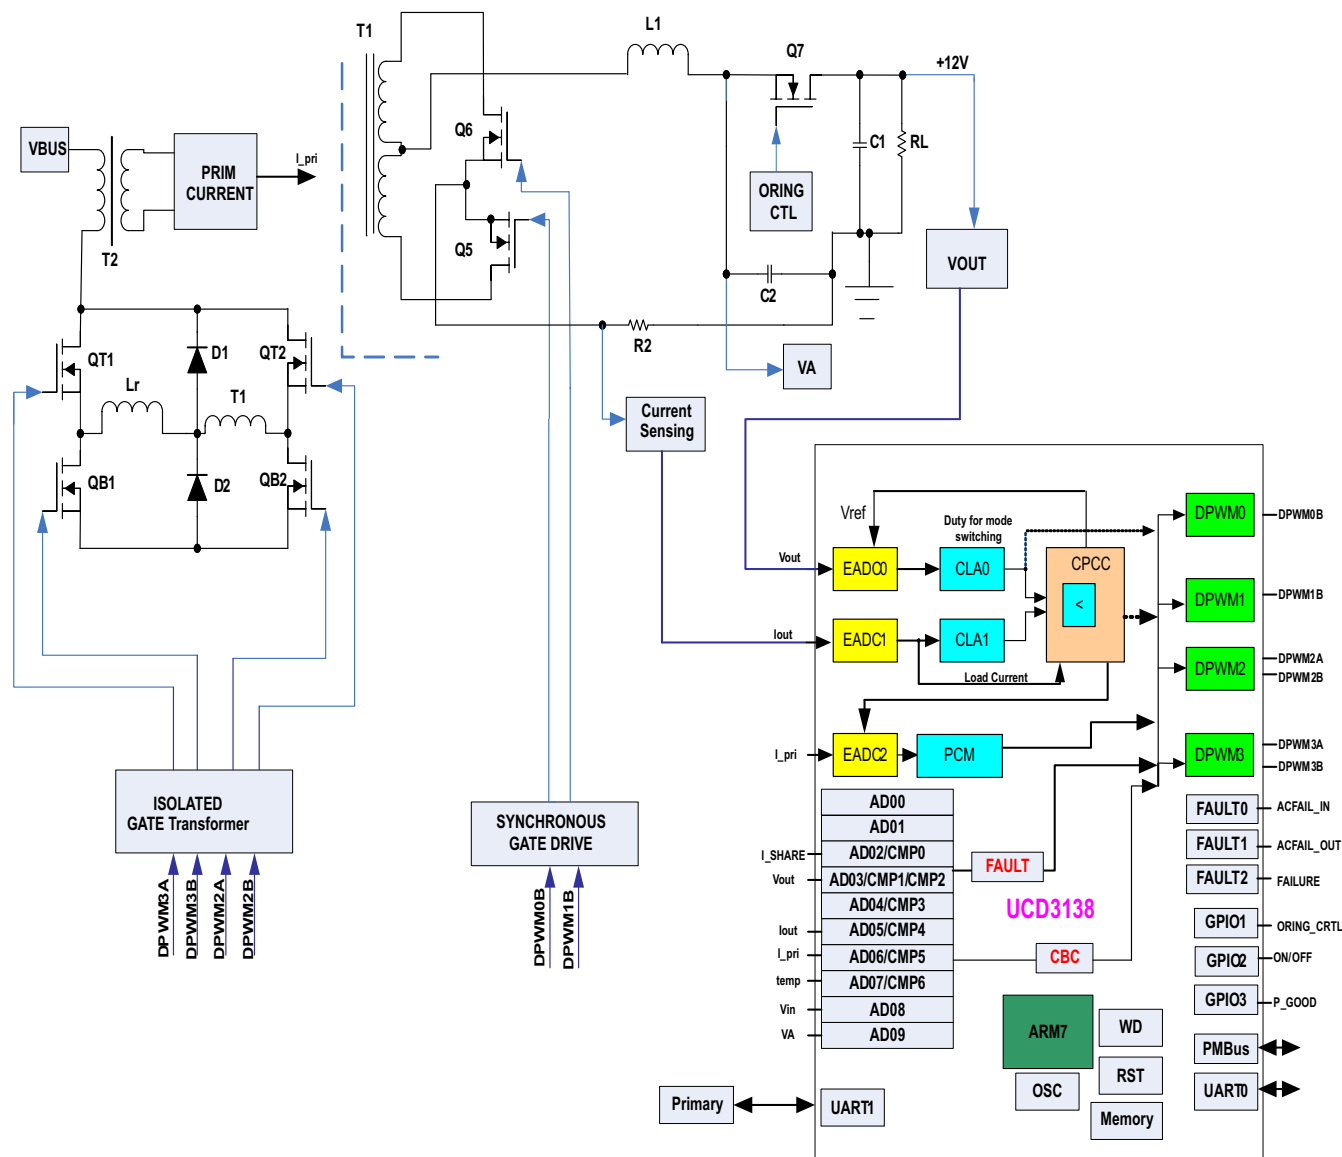 T1
L1
Q7
+12V
Q6
C1
RL
VBUS
PRIM
CURRENT
I_pri
ORING
CTL
T2
Q5
VOUT
C2
R2
VA
QT1
D1
QT2
Lr
T1
QB1
D2
QB2
Current
Sensing
Vref
Duty for mode
switching
DPWM0
DPWM0B
Vout
EADC0
CLA0
CPCC
<
DPWM1
DPWM1B
Iout
EADC1
CLA1
Load Current
DPWM2
DPWM2A
DPWM2B
I_pri
EADC2
PCM
DPWM3
DPWM3A
DPWM3B
ISOLATED
GATE Transformer
SYNCHRONOUS
GATE DRIVE
DPWM3A
DPWM3B
DPWM2A
DPWM2B
DPWM0B
DPWM1B
AD00
AD01
I_SHARE
AD02/CMP0
Vout
AD03/CMP1/CMP2
AD04/CMP3
Iout
AD05/CMP4
I_pri
AD06/CMP5
temp
AD07/CMP6
Vin
AD08
VA
AD09
FAULT
UCD3138
CBC
FAULT0
ACFAIL_IN
FAULT1
ACFAIL_OUT
FAULT2
FAILURE
GPIO1
ORING_CRTL
GPIO2
ON/OFF
GPIO3
P_GOOD
ARM7
WD
PMBus
OSC
RST
UART0
Memory
Primary
UART1